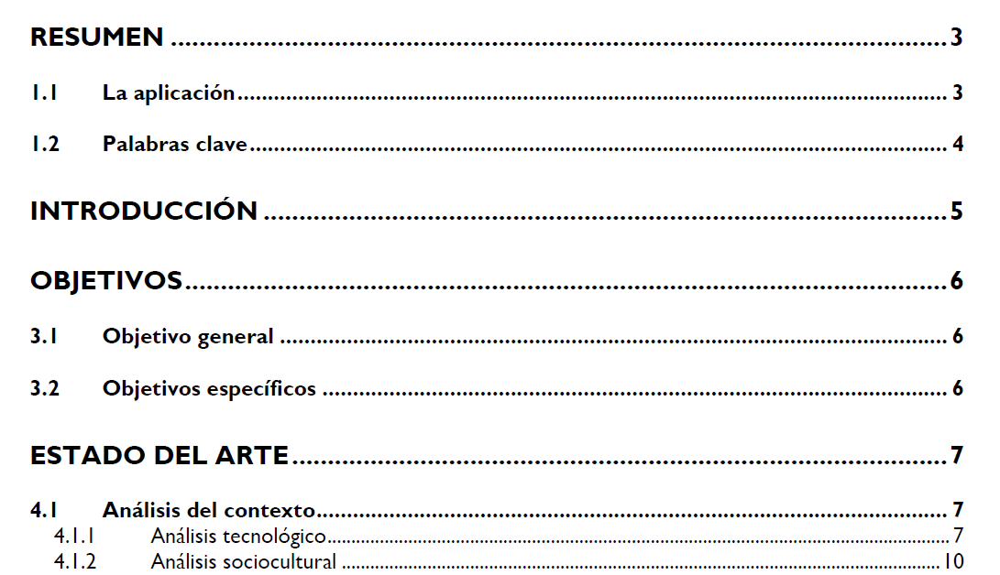 RESUMEN ........................................................ 3
1.1 La aplicación ........................................................ 3
1.2 Palabras clave ........................................................ 4
INTRODUCCIÓN ........................................................ 5
OBJETIVOS ........................................................ 6
3.1 Objetivo general ........................................................ 6
3.2 Objetivos específicos ........................................................ 6
ESTADO DEL ARTE ........................................................ 7
4.1 Análisis del contexto ........................................................ 7
4.1.1 Análisis tecnológico ........................................................ 7
4.1.2 Análisis sociocultural ........................................................ 10